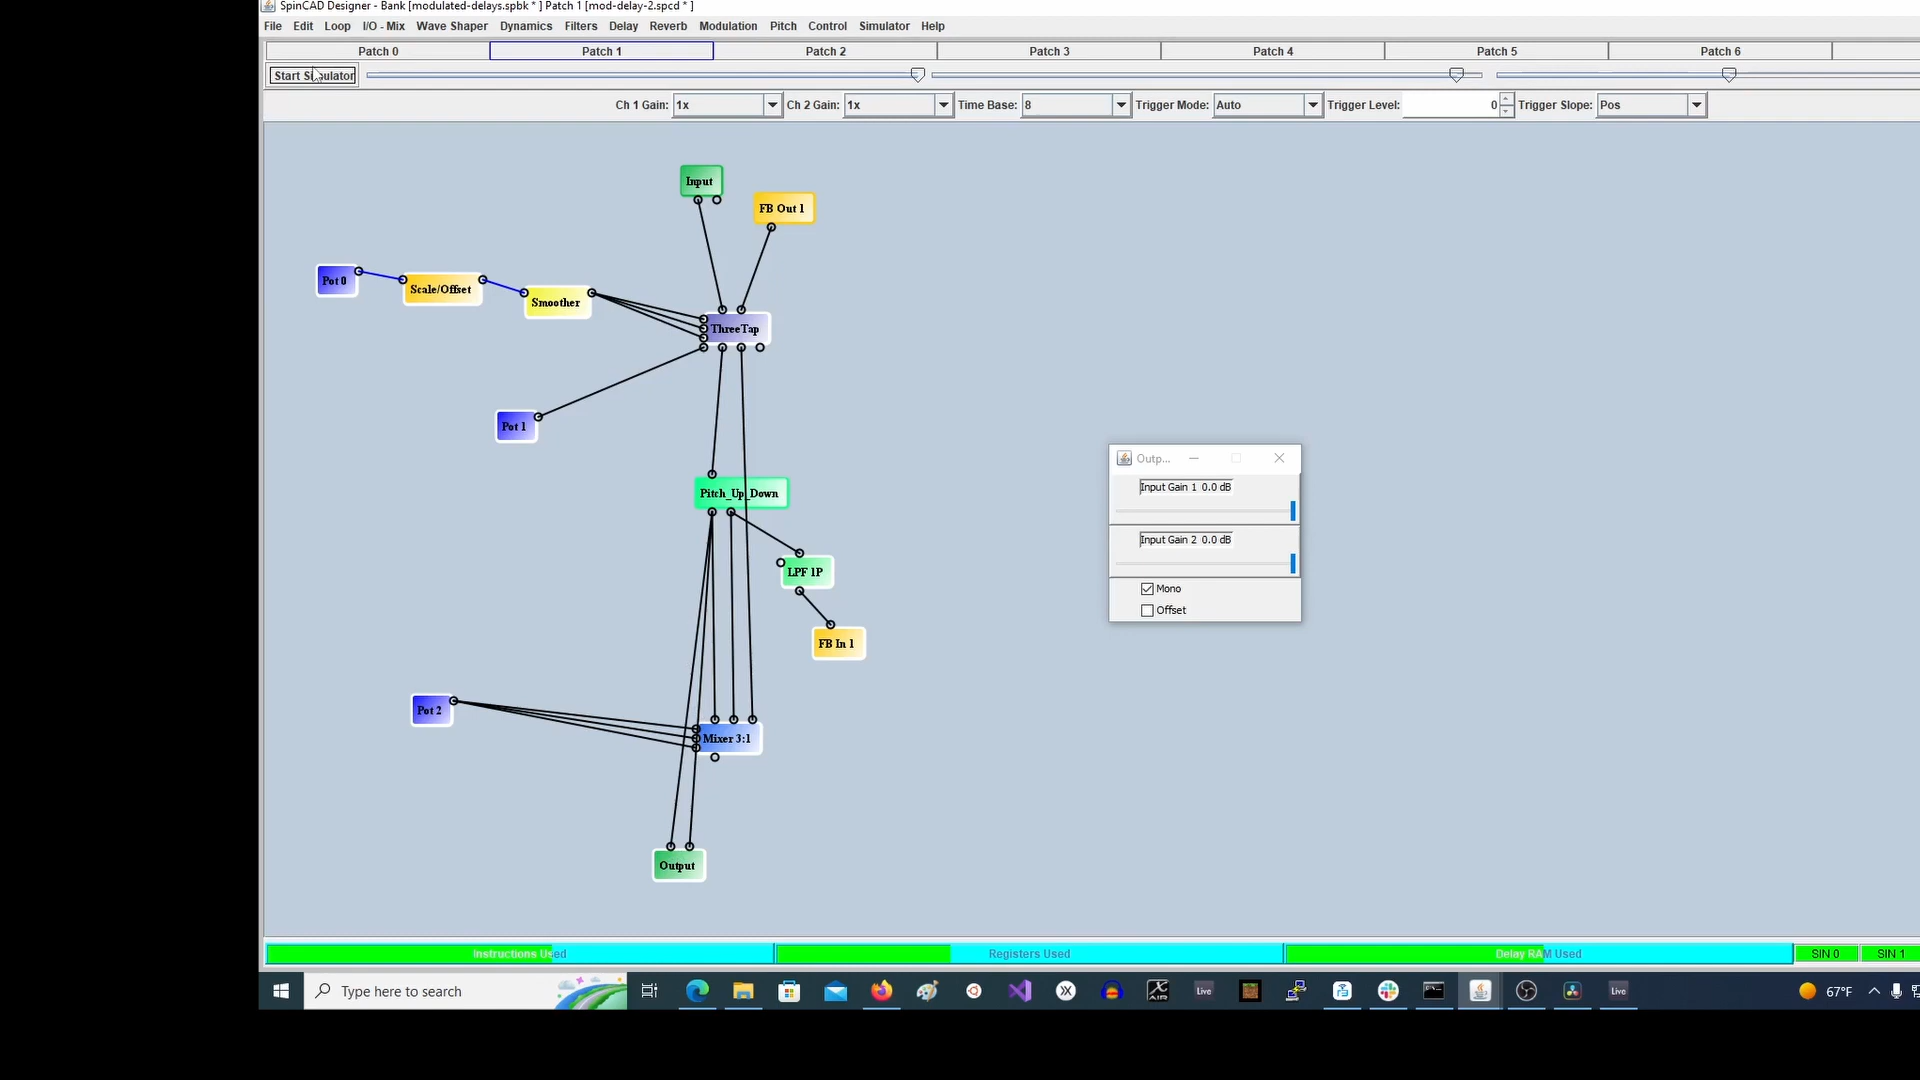 SpinCAD Designer - Bank [modulated-delays.spbk * ] Patch 1 [mod-delay-2.spcd * ]
File Edit Loop I/O - Mix Wave Shaper Dynamics Filters Delay Reverb Modulation Pitch Control Simulator Help
Patch 0 Patch 1 Patch 2 Patch 3 Patch 4 Patch 5 Patch 6
Start Simulator
Ch 1 Gain: 1x Ch 2 Gain: 1x Time Base: 8 Trigger Mode: Auto Trigger Level: 0 Trigger Slope: Pos
Input
FB Out 1
Pot 0
Scale/Offset
Smoother
ThreeTap
Pot 1
Outp...
Input Gain 1 0.0 dB
Pitch_Up_Down
Input Gain 2 0.0 dB
LPF 1P
Mono
Offset
FB In 1
Pot 2
Mixer 3:1
Output
Instructions Used Registers Used Delay RAM Used SIN 0 SIN 1
Type here to search
X AIR
Live
Live
67°F